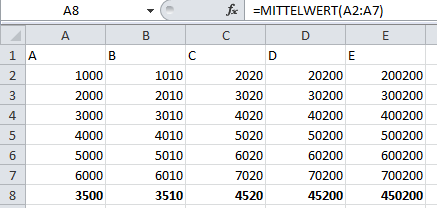 A8 fx =MITTELWERT(A2:A7)
A B C D E
1 A B C D E
2 1000 1010 2020 20200 200200
3 2000 2010 3020 30200 300200
4 3000 3010 4020 40200 400200
5 4000 4010 5020 50200 500200
6 5000 5010 6020 60200 600200
7 6000 6010 7020 70200 700200
8 3500 3510 4520 45200 450200